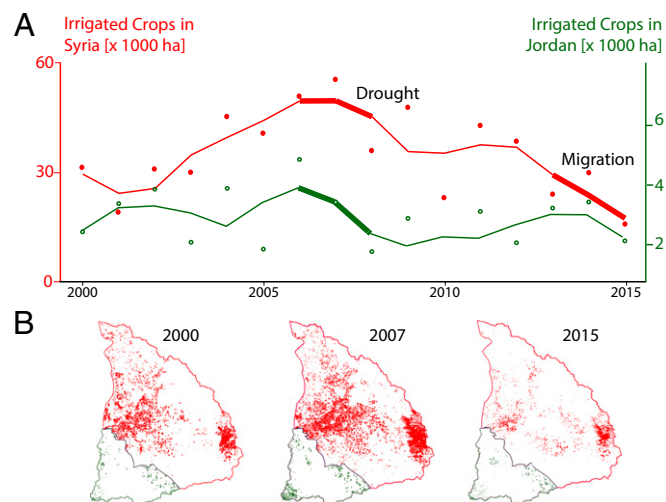 A
Irrigated Crops in
Syria [x 1000 ha]
Irrigated Crops in
Jordan [x 1000 ha]
60
30
0
Drought
Migration
6
4
2
2000
2005
2010
2015
B
2000
2007
2015